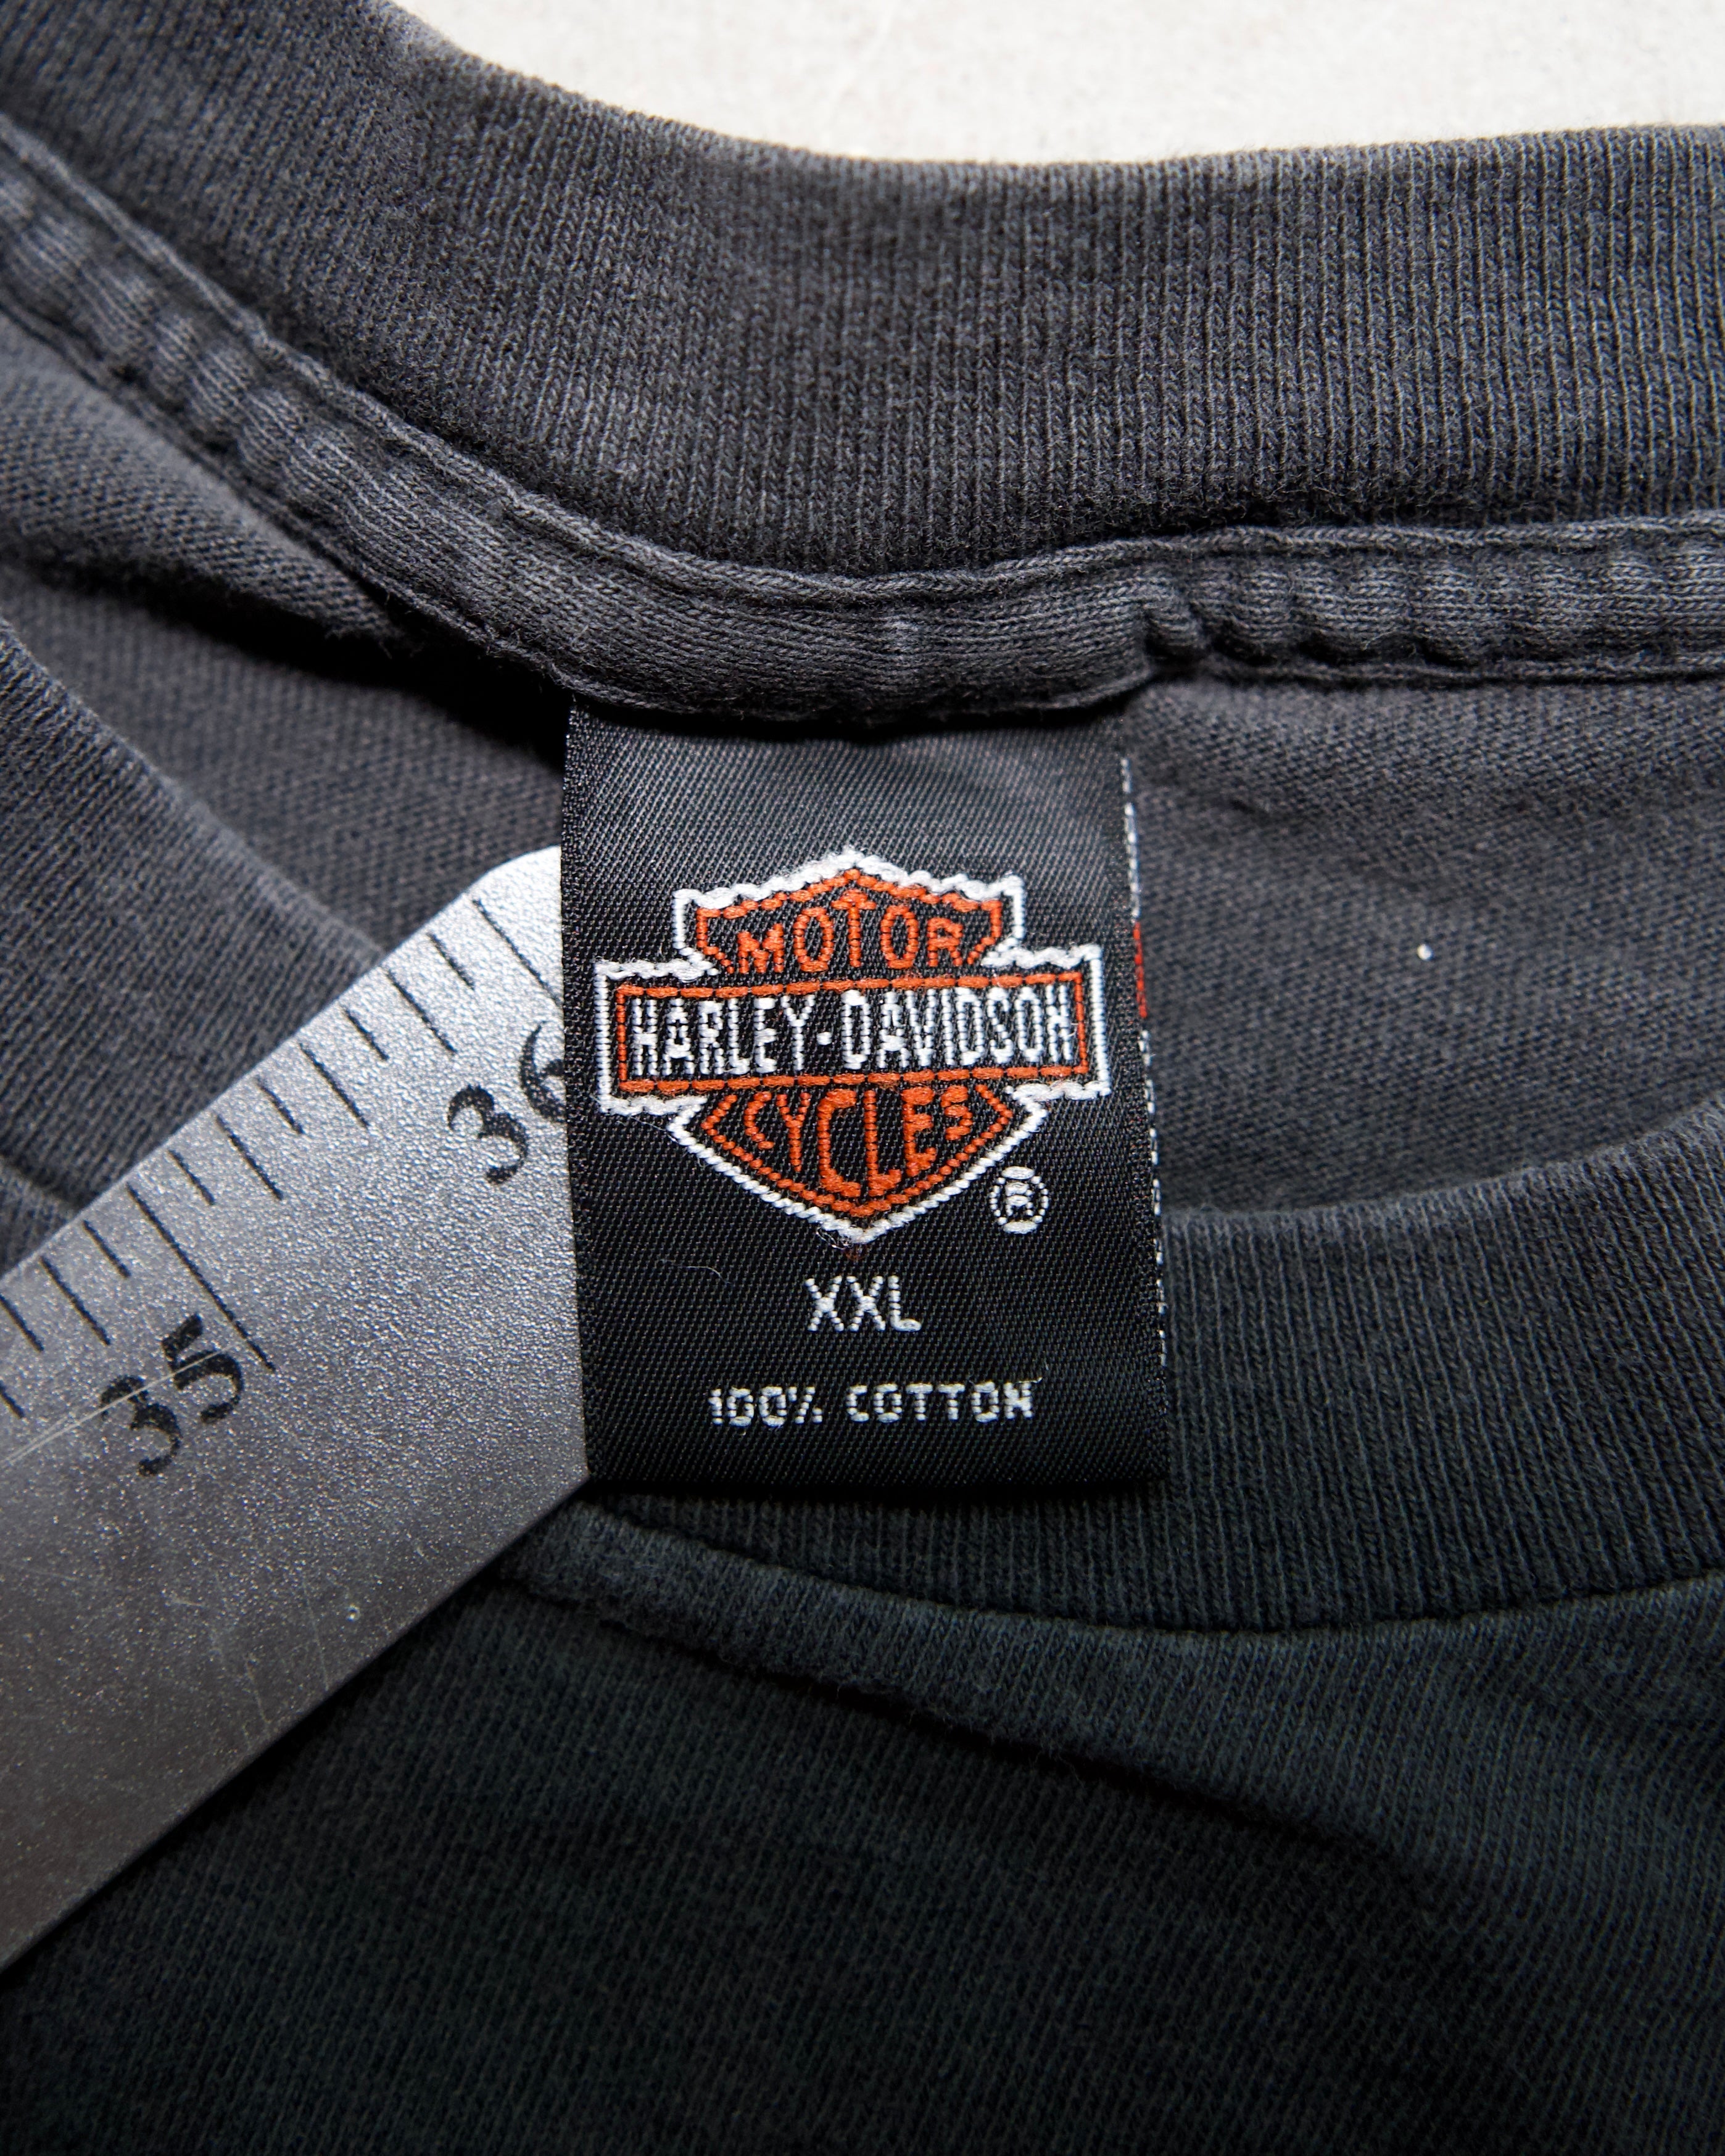 MOTOR
HARLEY-DAVIDSON
CYCLES
®
XXL
100% COTTON
36
35